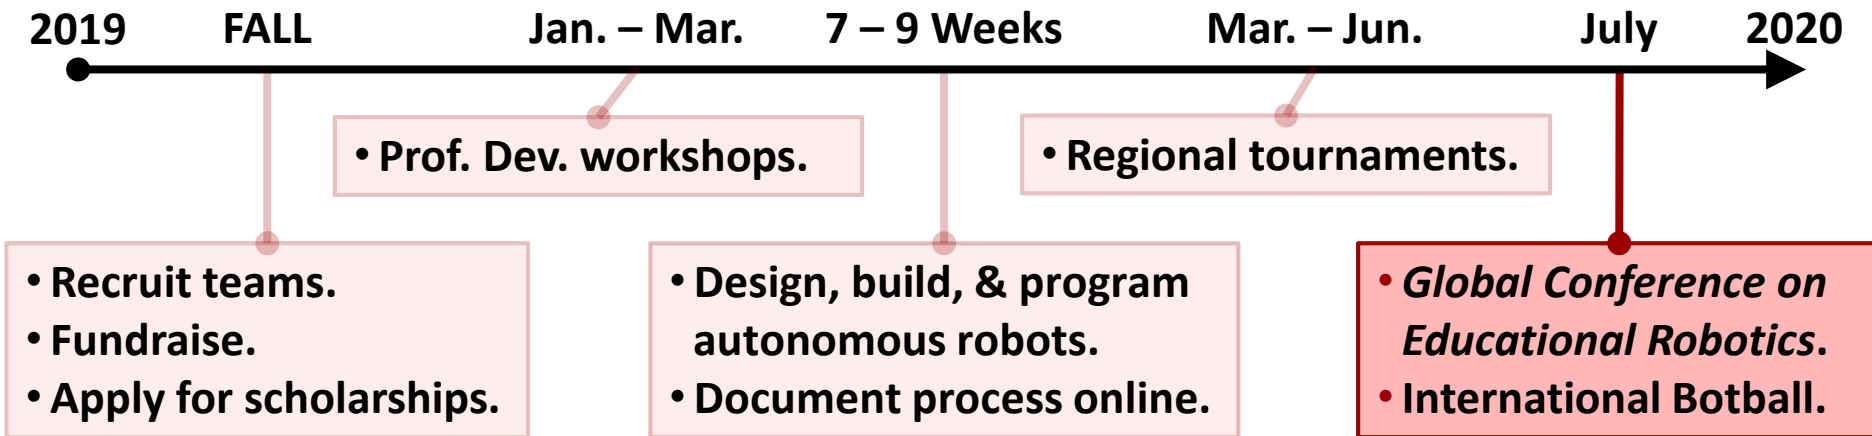 2019 FALL Jan. – Mar. 7 – 9 Weeks Mar. – Jun. July 2020
• Prof. Dev. workshops.
• Regional tournaments.
• Recruit teams.
• Fundraise.
• Apply for scholarships.
• Design, build, & program
autonomous robots.
• Document process online.
• Global Conference on
Educational Robotics.
• International Botball.